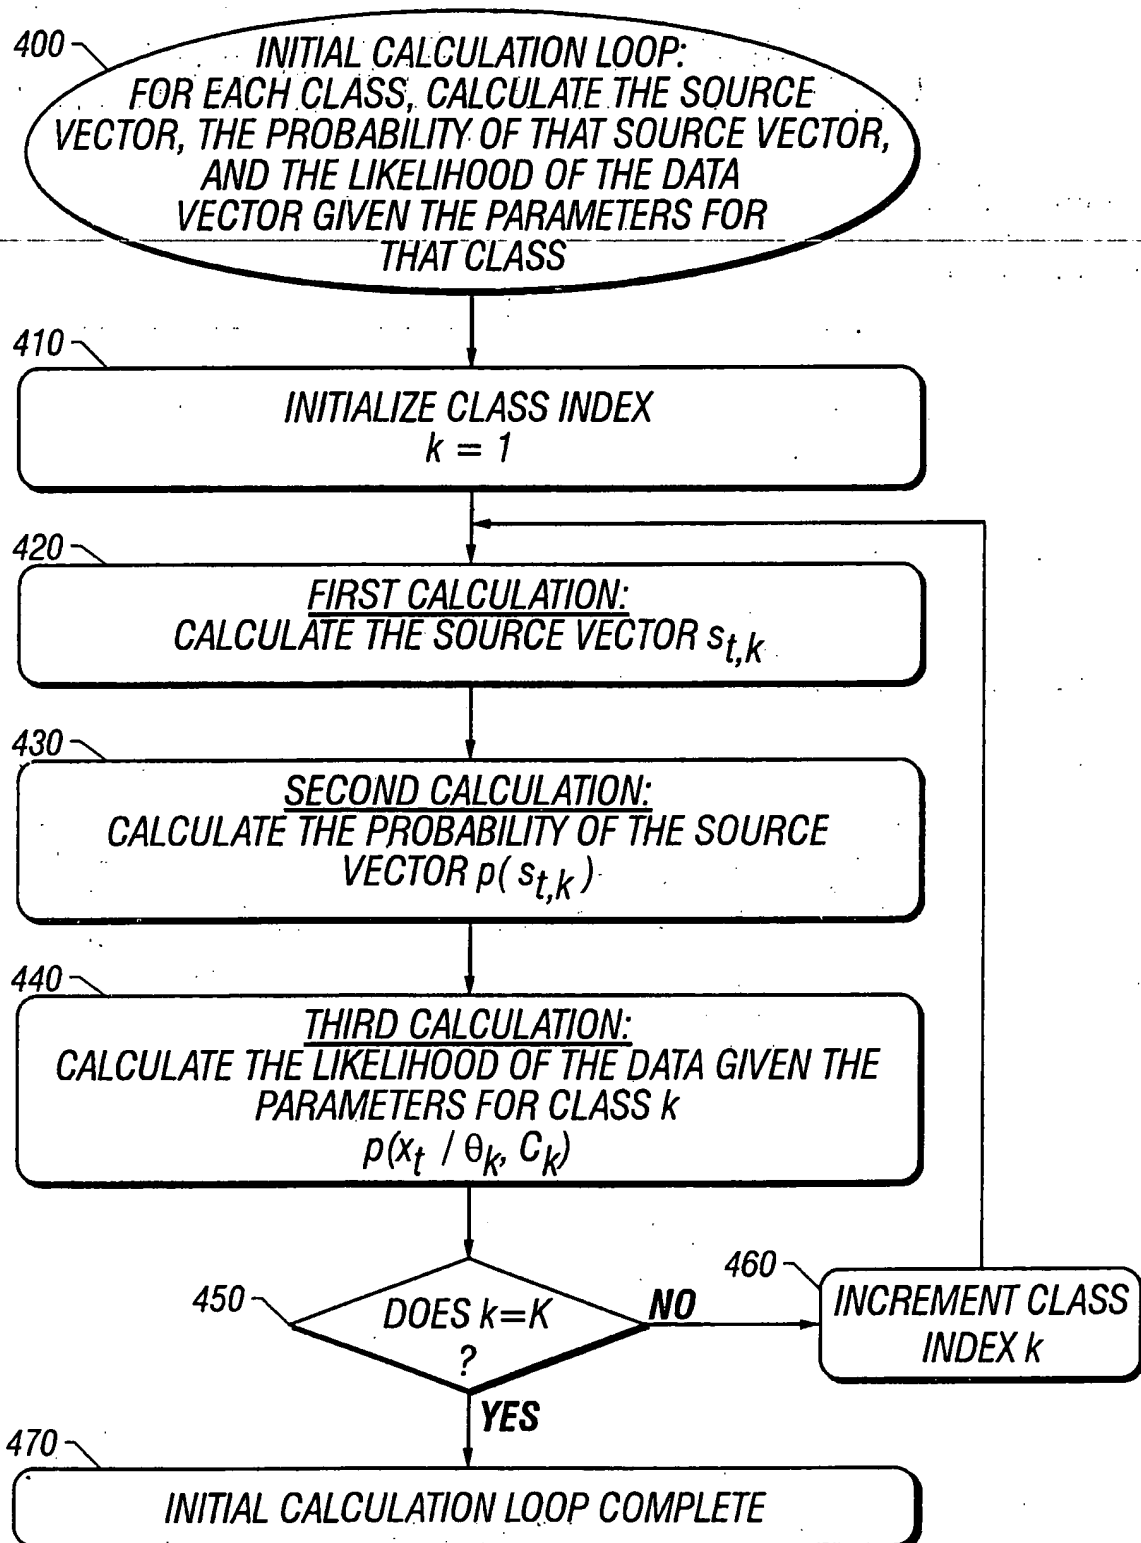 400
INITIAL CALCULATION LOOP:
FOR EACH CLASS, CALCULATE THE SOURCE
VECTOR, THE PROBABILITY OF THAT SOURCE VECTOR,
AND THE LIKELIHOOD OF THE DATA
VECTOR GIVEN THE PARAMETERS FOR
THAT CLASS
410
INITIALIZE CLASS INDEX
k = 1
420
FIRST CALCULATION:
CALCULATE THE SOURCE VECTOR s_{t,k}
430
SECOND CALCULATION:
CALCULATE THE PROBABILITY OF THE SOURCE
VECTOR p( s_{t,k} )
440
THIRD CALCULATION:
CALCULATE THE LIKELIHOOD OF THE DATA GIVEN THE
PARAMETERS FOR CLASS k
p(x_t / θ_k, C_k)
450
DOES k=K
?
NO
460
INCREMENT CLASS
INDEX k
YES
470
INITIAL CALCULATION LOOP COMPLETE